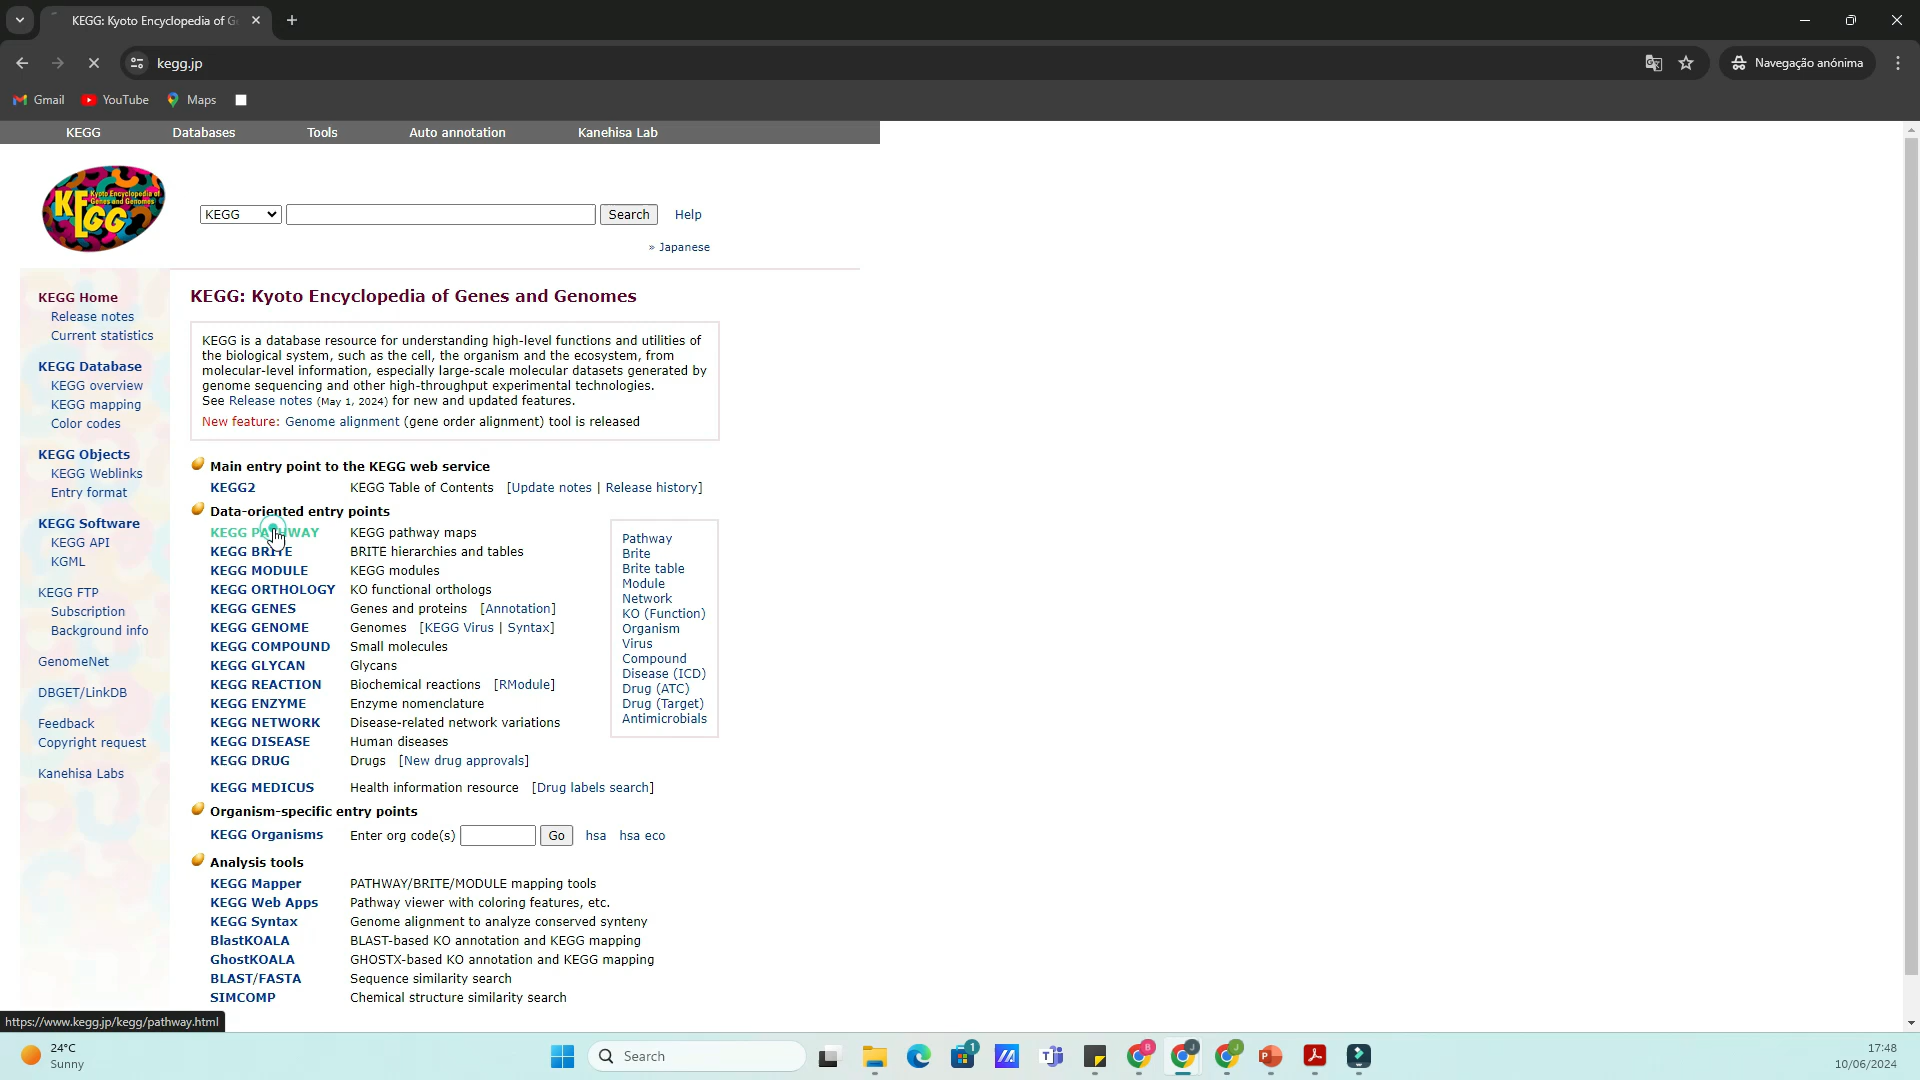 KEGG: Kyoto Encyclopedia of G
kegg.jp
Navegação anónima
Gmail YouTube Maps
KEGG Databases Tools Auto annotation Kanehisa Lab
Kyoto Encyclopedia of
Genes and Genomes
KEGG
KEGG Search Help
» Japanese
KEGG Home
Release notes
Current statistics
KEGG Database
KEGG overview
KEGG mapping
Color codes
KEGG Objects
KEGG Weblinks
Entry format
KEGG Software
KEGG API
KGML
KEGG FTP
Subscription
Background info
GenomeNet
DBGET/LinkDB
Feedback
Copyright request
Kanehisa Labs
KEGG: Kyoto Encyclopedia of Genes and Genomes
KEGG is a database resource for understanding high-level functions and utilities of
the biological system, such as the cell, the organism and the ecosystem, from
molecular-level information, especially large-scale molecular datasets generated by
genome sequencing and other high-throughput experimental technologies.
See Release notes (May 1, 2024) for new and updated features.
New feature: Genome alignment (gene order alignment) tool is released
Main entry point to the KEGG web service
KEGG2 KEGG Table of Contents [Update notes | Release history]
Data-oriented entry points
KEGG PATHWAY KEGG pathway maps
KEGG BRITE BRITE hierarchies and tables
KEGG MODULE KEGG modules
KEGG ORTHOLOGY KO functional orthologs
KEGG GENES Genes and proteins [Annotation]
KEGG GENOME Genomes [KEGG Virus | Syntax]
KEGG COMPOUND Small molecules
KEGG GLYCAN Glycans
KEGG REACTION Biochemical reactions [RModule]
KEGG ENZYME Enzyme nomenclature
KEGG NETWORK Disease-related network variations
KEGG DISEASE Human diseases
KEGG DRUG Drugs [New drug approvals]
KEGG MEDICUS Health information resource [Drug labels search]
Pathway
Brite
Brite table
Module
Network
KO (Function)
Organism
Virus
Compound
Disease (ICD)
Drug (ATC)
Drug (Target)
Antimicrobials
Organism-specific entry points
KEGG Organisms Enter org code(s) Go hsa hsa eco
Analysis tools
KEGG Mapper PATHWAY/BRITE/MODULE mapping tools
KEGG Web Apps Pathway viewer with coloring features, etc.
KEGG Syntax Genome alignment to analyze conserved synteny
BlastKOALA BLAST-based KO annotation and KEGG mapping
GhostKOALA GHOSTX-based KO annotation and KEGG mapping
BLAST/FASTA Sequence similarity search
SIMCOMP Chemical structure similarity search
https://www.kegg.jp/kegg/pathway.html
24°C
Sunny
Search
1
B
J
J
17:48
10/06/2024